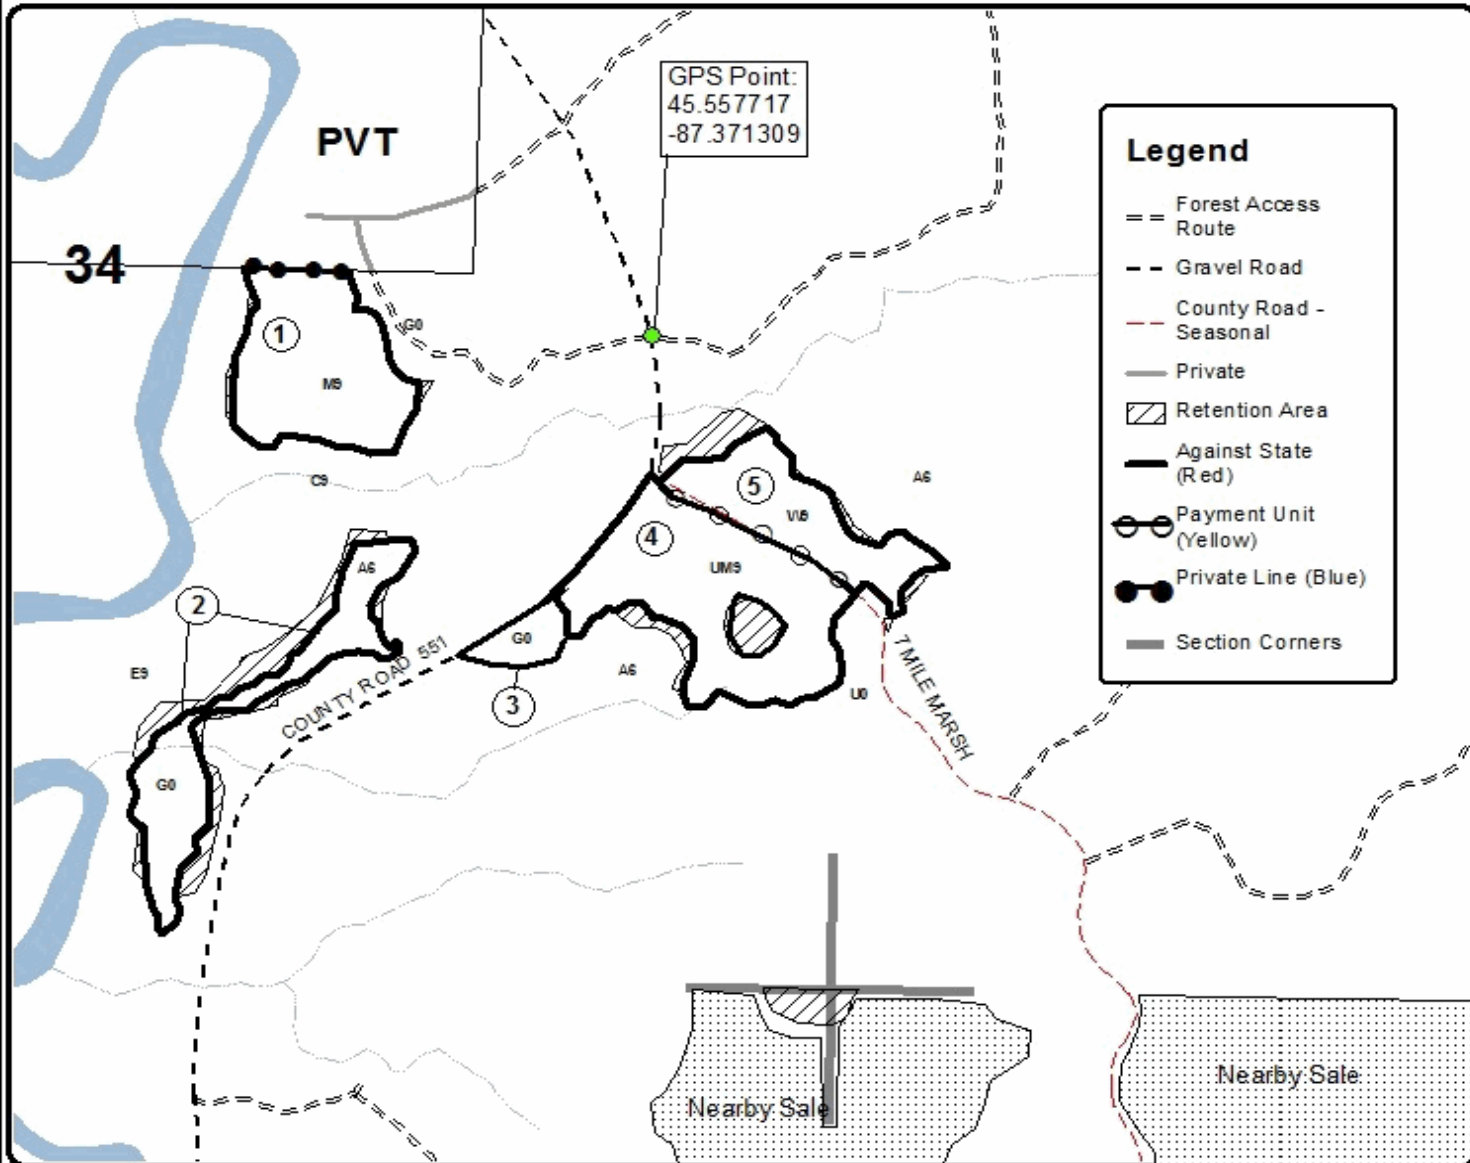 GPS Point:
45.557717
-87.371309
PVT
34
Legend
Forest Access
Route
Gravel Road
County Road -
Seasonal
Private
Retention Area
Against State
(Red)
Payment Unit
(Yellow)
Private Line (Blue)
Section Corners
G0
1
M9
C9
A6
5
VV9
4
UM9
A6
2
E9
G0
A6
3
U0
COUNTY ROAD 551
7 MILE MARSH
G0
Nearby Sale
Nearby Sale